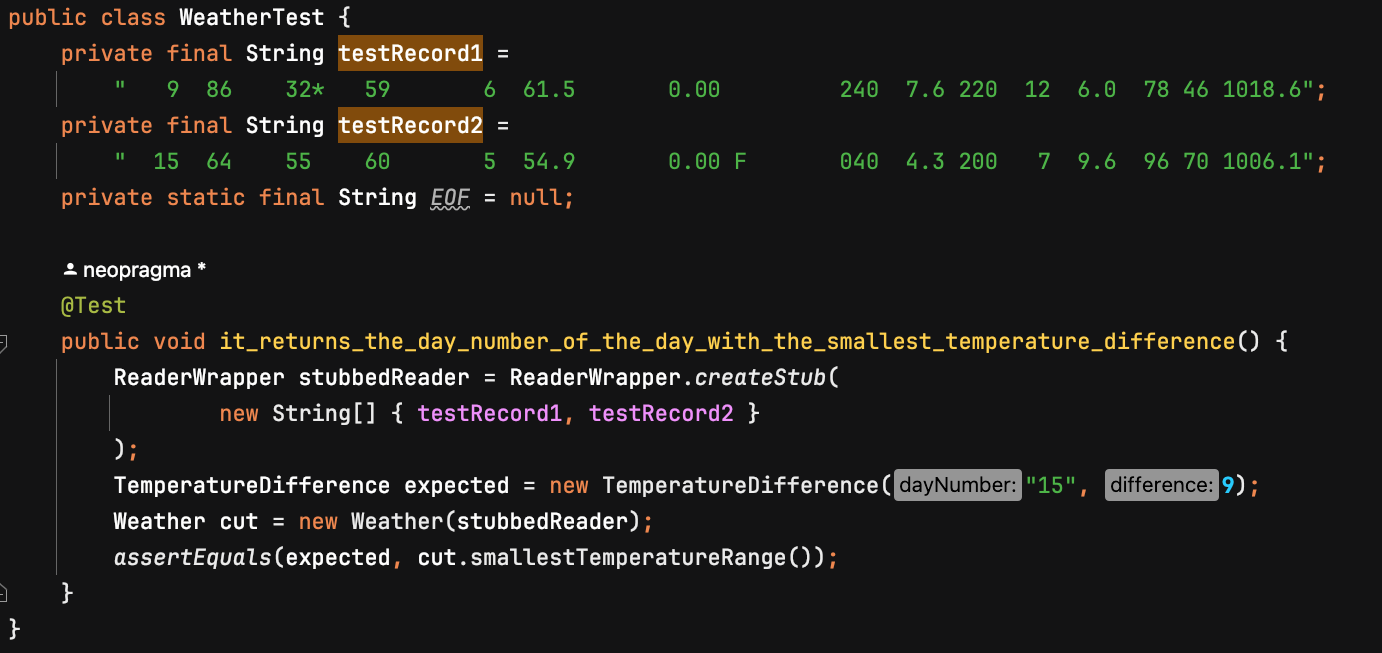 public class WeatherTest {
    private final String testRecord1 =
        "   9  86    32*   59       6  61.5       0.00         240  7.6 220  12  6.0  78 46 1018.6";
    private final String testRecord2 =
        "  15  64    55    60       5  54.9       0.00 F       040  4.3 200   7  9.6  96 70 1006.1";
    private static final String EOF = null;
    neopragma *
    @Test
    public void it_returns_the_day_number_of_the_day_with_the_smallest_temperature_difference() {
        ReaderWrapper stubbedReader = ReaderWrapper.createStub(
                new String[] { testRecord1, testRecord2 }
        );
        TemperatureDifference expected = new TemperatureDifference( dayNumber: "15", difference: 9);
        Weather cut = new Weather(stubbedReader);
        assertEquals(expected, cut.smallestTemperatureRange());
    }
}